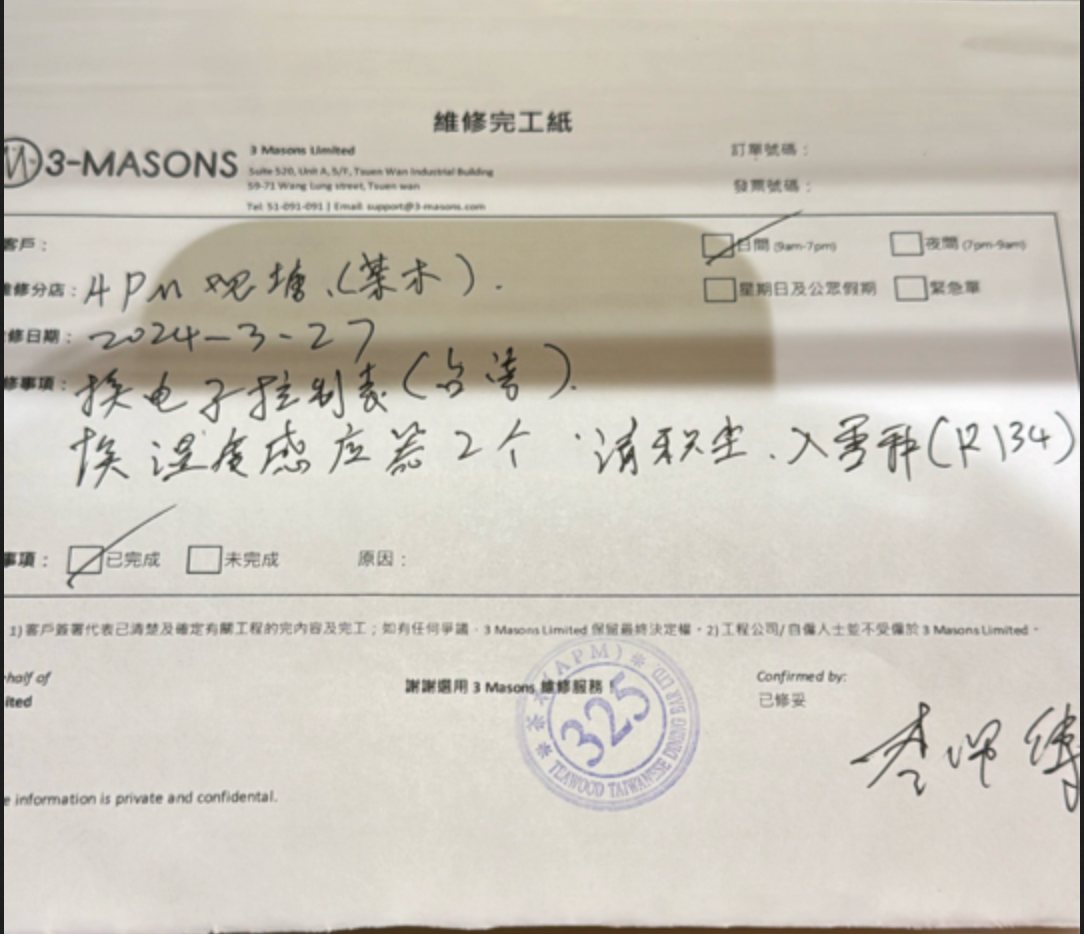 維修完工紙
3-MASONS
3 Masons Limited
Suite 520, Unit A, 5/F, Tsuen Wan Industrial Building
59-71 Wang Lung street, Tsuen wan
Tel: 51-091-091 | Email: support@3-masons.com
訂單號碼：
發票號碼：
客戶：
日間 (9am-7pm) 夜間 (7pm-9am)
維修分店：APM 观塘 (茶木).
星期日及公眾假期 緊急單
修日期：2024-3-27
修事項：换电子控制表(台湾).
换温度感应器2个 清积尘、入雪种(R134)
事項： 已完成 未完成 原因：
1) 客戶簽署代表已清楚及確定有關工程的完內容及完工；如有任何爭議，3 Masons Limited 保留最終決定權。2) 工程公司/自僱人士並不受僱於 3 Masons Limited。
half of
ited
謝謝選用 3 Masons 維修服務！
Confirmed by:
已修妥
茶木(APM)
325
TEAWOOD TAIWANESE DINING BAR LTD.
e information is private and confidential.